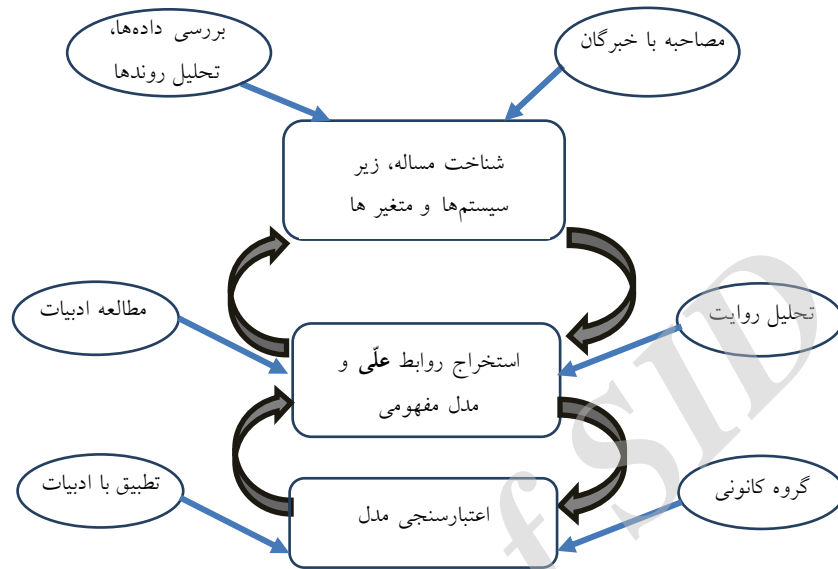 مصاحبه با خبرگان
بررسی داده‌ها،
تحلیل روندها
شناخت مساله، زیر
سیستم‌ها و متغیر ها
تحلیل روایت
مطالعه ادبیات
استخراج روابط علّی و
مدل مفهومی
گروه کانونی
تطبیق با ادبیات
اعتبارسنجی مدل
f SID